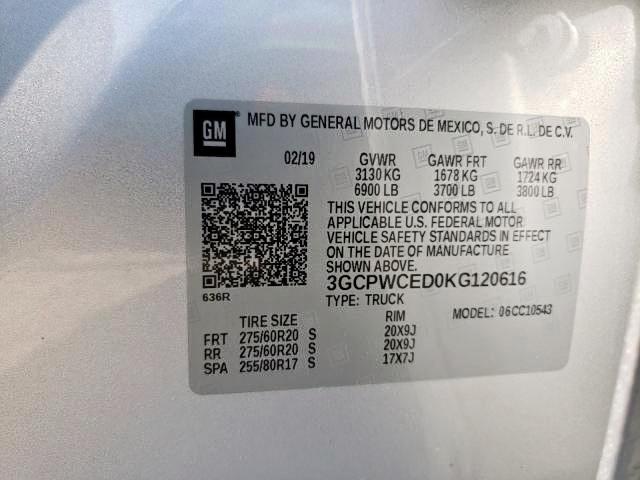 GM ® MFD BY GENERAL MOTORS DE MEXICO, S. DE R.L. DE C.V.
02/19 GVWR GAWR FRT GAWR RR
3130 KG 1678 KG 1724 KG
6900 LB 3700 LB 3800 LB
THIS VEHICLE CONFORMS TO ALL
APPLICABLE U.S. FEDERAL MOTOR
VEHICLE SAFETY STANDARDS IN EFFECT
ON THE DATE OF MANUFACTURE
SHOWN ABOVE.
3GCPWCED0KG120616
636R TYPE: TRUCK
TIRE SIZE RIM MODEL: 06CC10543
FRT 275/60R20 S 20X9J
RR 275/60R20 S 20X9J
SPA 255/80R17 S 17X7J